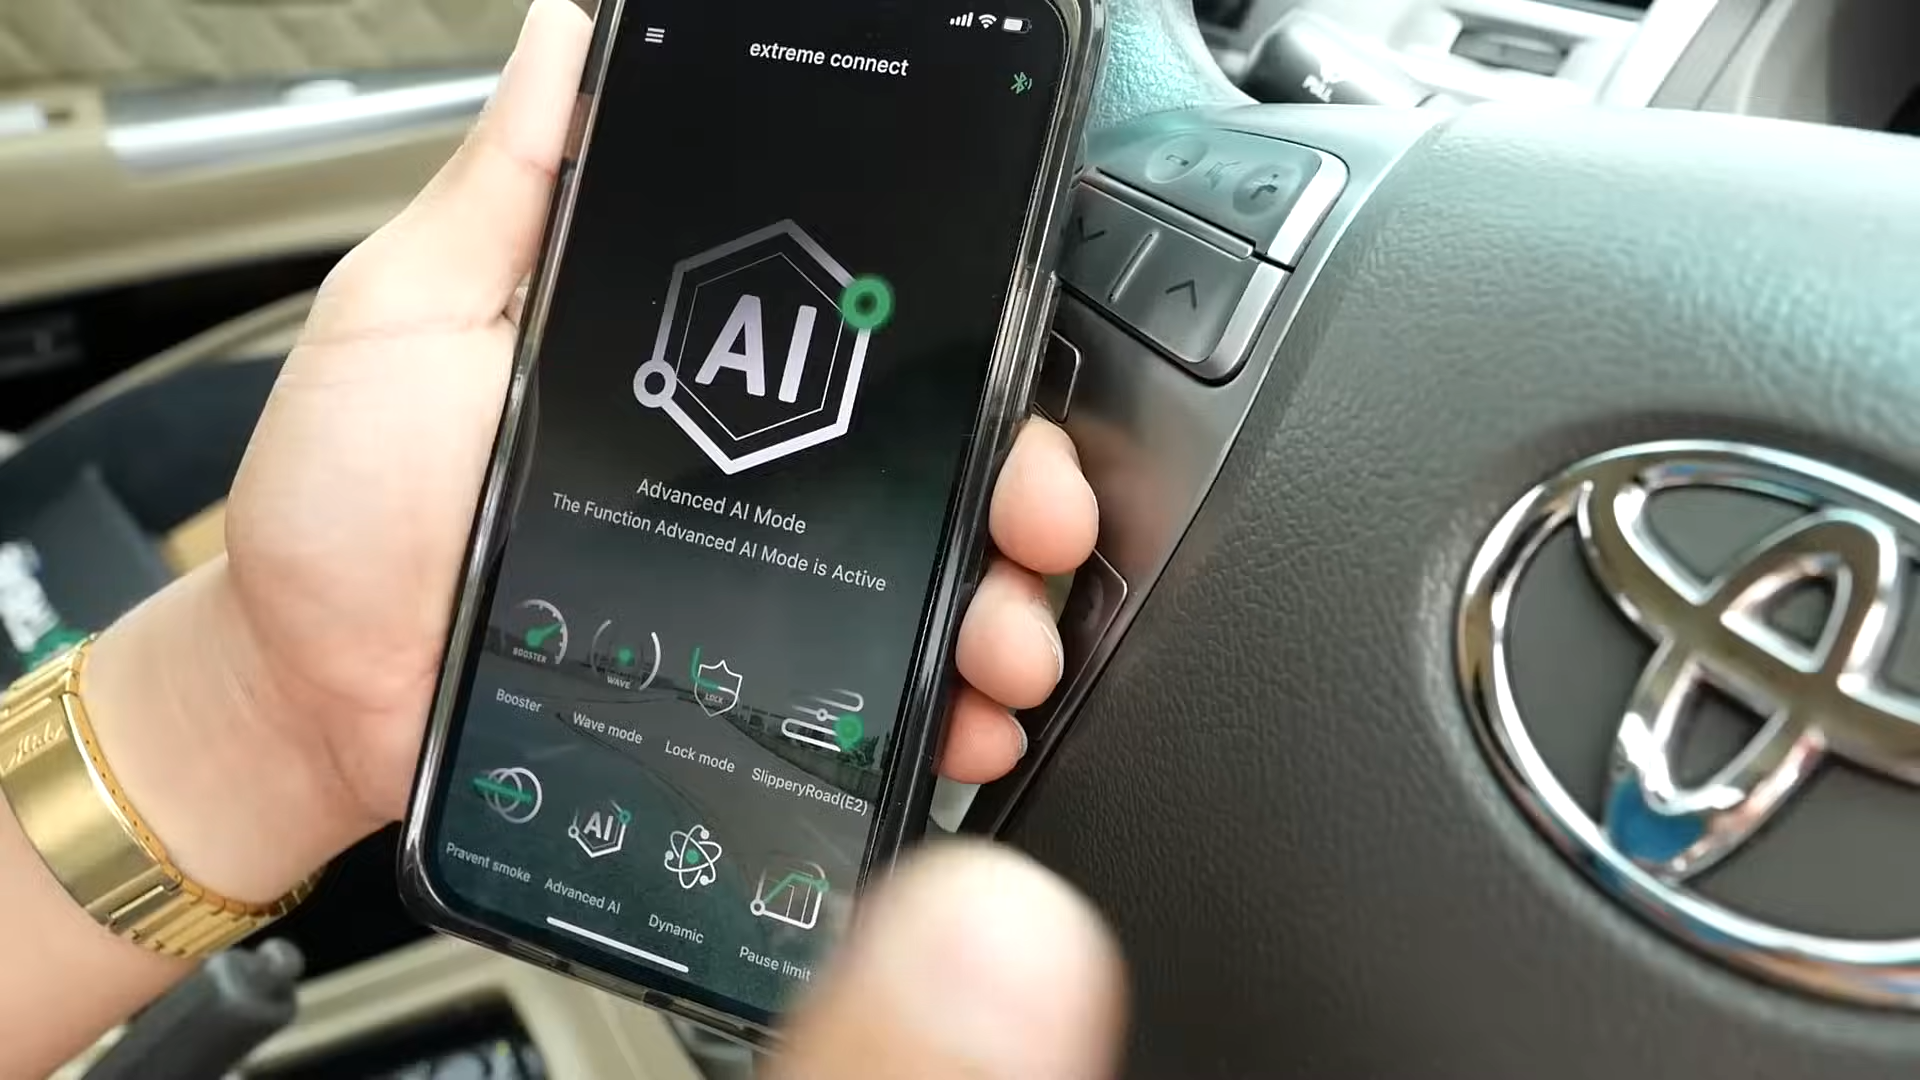 extreme connect
AI
Advanced AI Mode
The Function Advanced AI Mode is Active
BOOSTER
WAVE
LOCK
Booster
Wave mode
Lock mode
SlipperyRoad(E2)
AI
Pravent smoke
Advanced AI
Dynamic
Pause limit
PULL